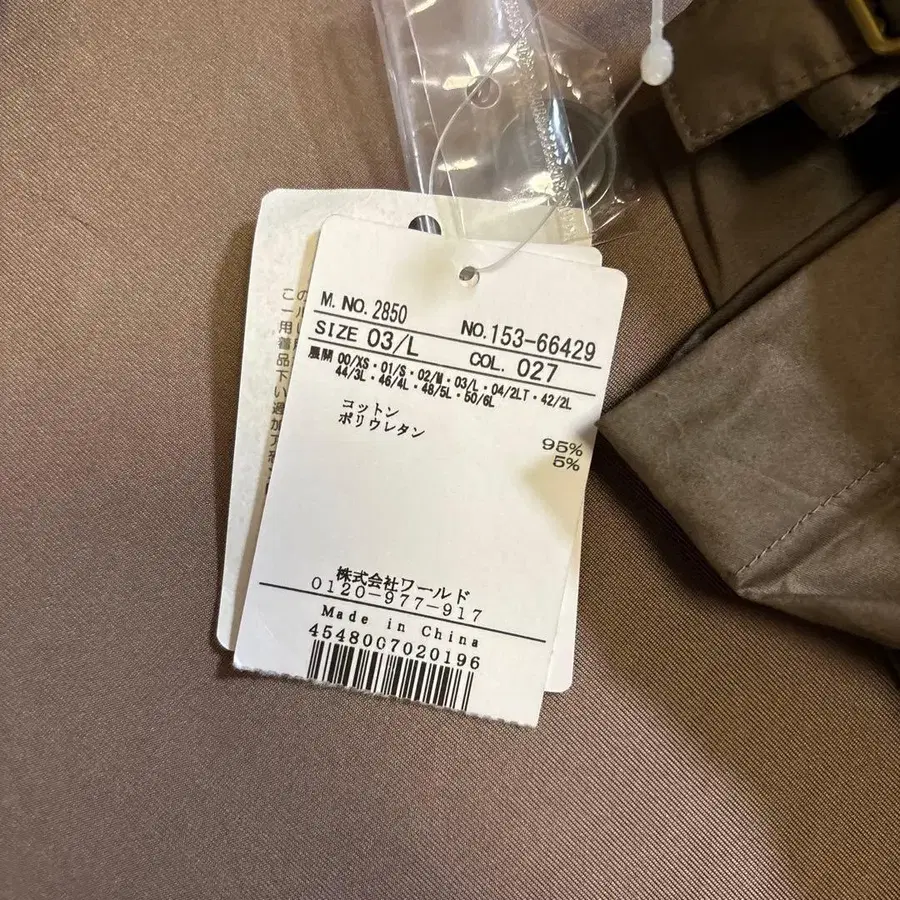 M. NO. 2850
NO. 153-66429
SIZE 03/L
COL. 027
展開 00/XS・01/S・02/M・03/L・04/2LT・42/2L
44/3L・46/4L・48/5L・50/6L
コットン 95%
ポリウレタン 5%
株式会社ワールド
0120-977-917
Made in China
4548007020196